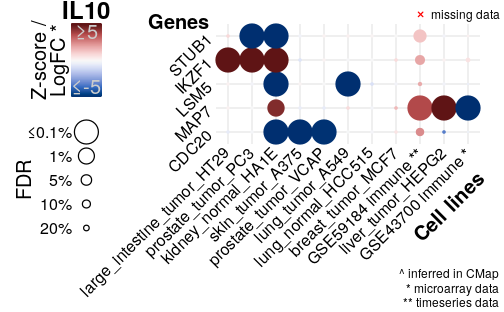 IL10
Genes
× missing data
Z-score /
LogFC *
≥5
≤-5
STUB1
IKZF1
LSM5
MAP7
CDC20
FDR
≤0.1%
1%
5%
10%
20%
large_Intestine_tumor_HT29
prostate_tumor_PC3
kidney_normal_HA1E
skin_tumor_A375
prostate_tumor_VCAP
lung_tumor_A549
lung_normal_HCC515
breast_tumor_MCF7
GSE59184 Immune **
liver_tumor_HEPG2
GSE43700 Immune *
Cell lines
^ inferred in CMap
* microarray data
** timeseries data